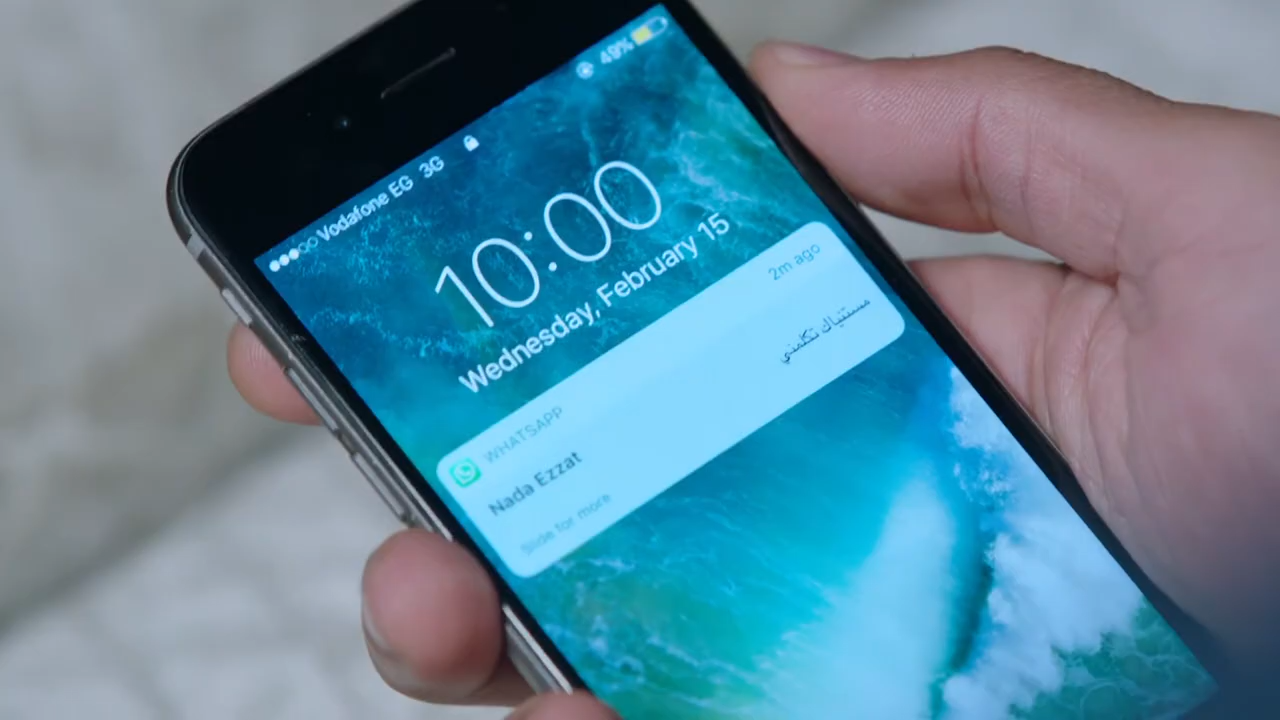 Vodafone EG 3G
49%
10:00
Wednesday, February 15
WHATSAPP
2m ago
Nada Ezzat
مستنياك تكلمني
Slide for more